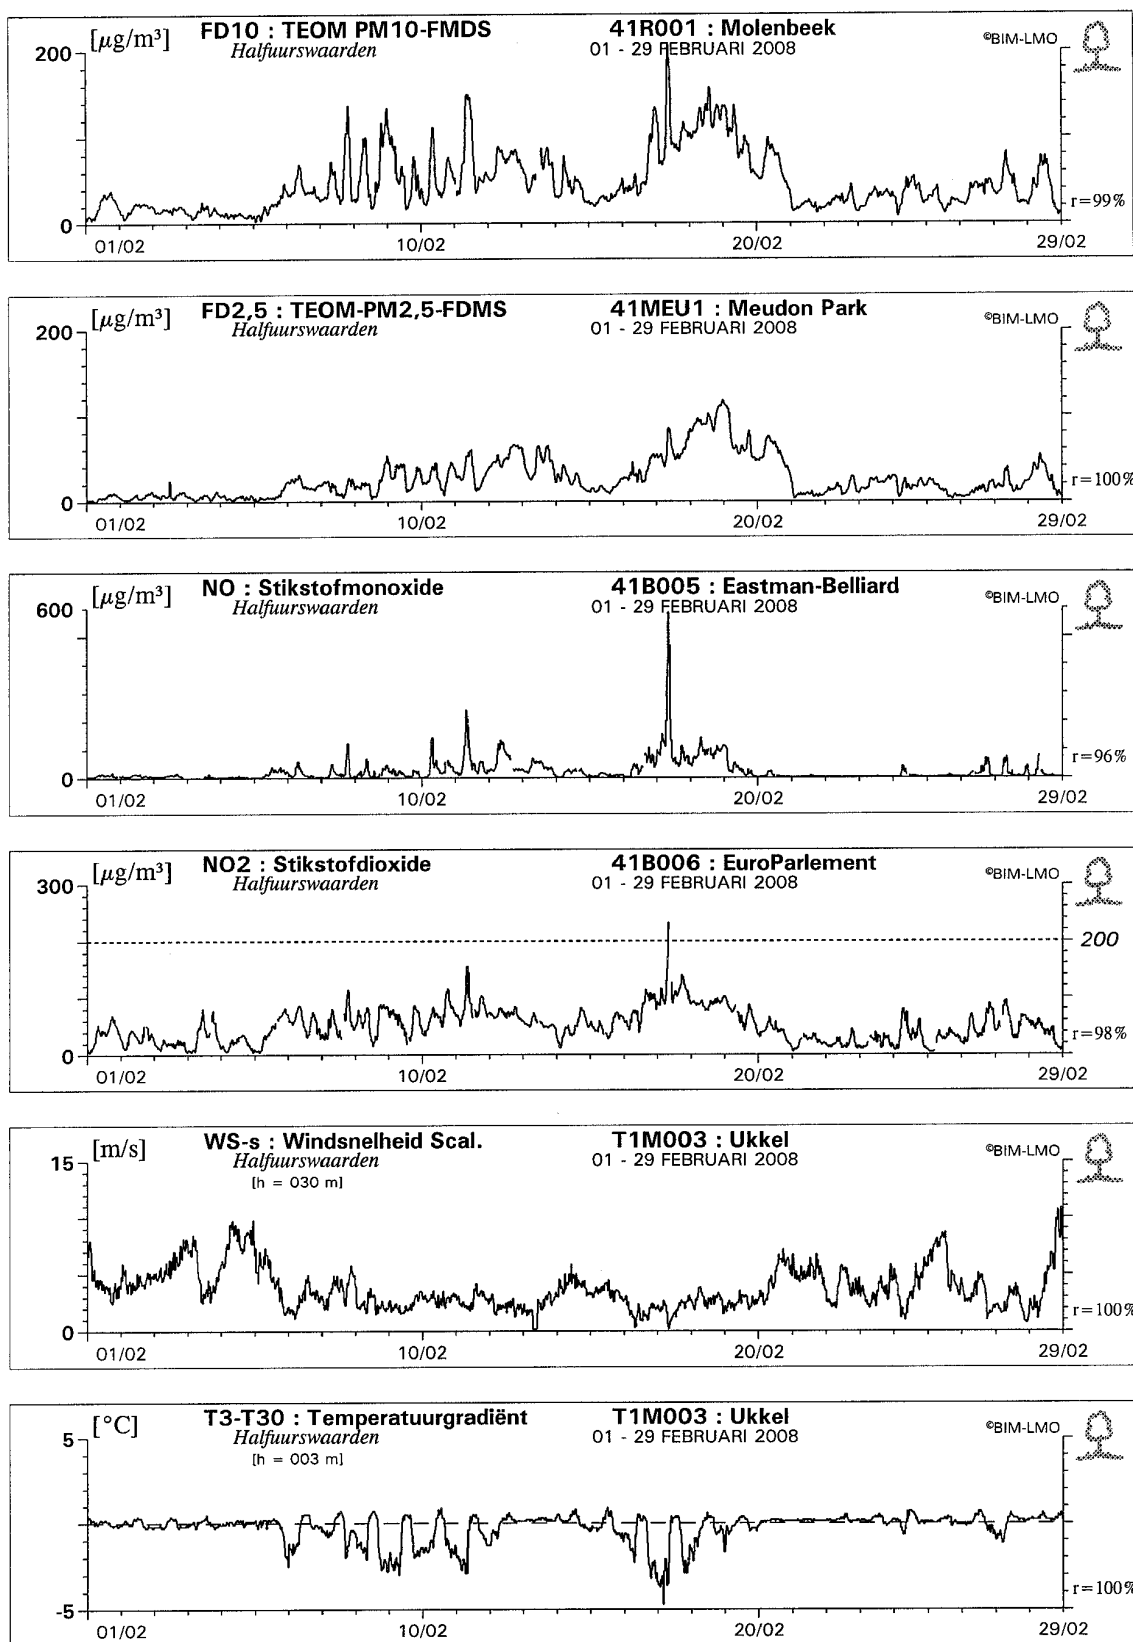 [μg/m³] FD10 : TEOM PM10-FMDS 41R001 : Molenbeek ©BIM-LMO
Halfuurswaarden 01 - 29 FEBRUARI 2008
200
0
r=99%
01/02 10/02 20/02 29/02
[μg/m³] FD2,5 : TEOM-PM2,5-FDMS 41MEU1 : Meudon Park ©BIM-LMO
Halfuurswaarden 01 - 29 FEBRUARI 2008
200
0
r=100%
01/02 10/02 20/02 29/02
[μg/m³] NO : Stikstofmonoxide 41B005 : Eastman-Belliard ©BIM-LMO
Halfuurswaarden 01 - 29 FEBRUARI 2008
600
0
r=96%
01/02 10/02 20/02 29/02
[μg/m³] NO2 : Stikstofdioxide 41B006 : EuroParlement ©BIM-LMO
Halfuurswaarden 01 - 29 FEBRUARI 2008
300
200
0
r=98%
01/02 10/02 20/02 29/02
[m/s] WS-s : Windsnelheid Scal. T1M003 : Ukkel ©BIM-LMO
Halfuurswaarden 01 - 29 FEBRUARI 2008
[h = 030 m]
15
0
r=100%
01/02 10/02 20/02 29/02
[°C] T3-T30 : Temperatuurgradiënt T1M003 : Ukkel ©BIM-LMO
Halfuurswaarden 01 - 29 FEBRUARI 2008
[h = 003 m]
5
0
-5
r=100%
01/02 10/02 20/02 29/02